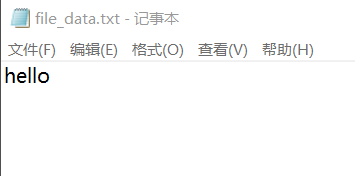 file_data.txt - 记事本
文件(F) 编辑(E) 格式(O) 查看(V) 帮助(H)
hello